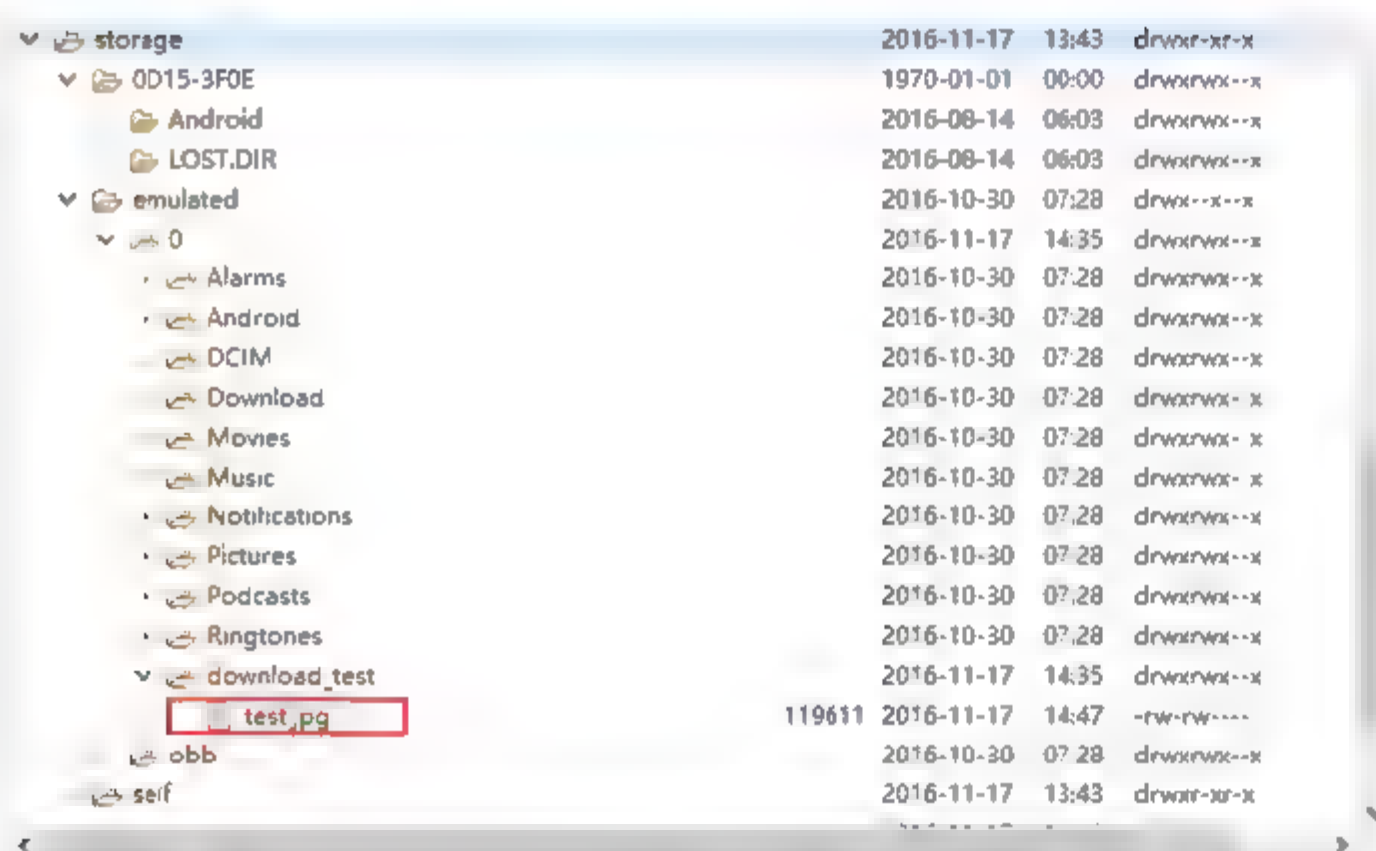 storage 2016-11-17 13:43 drwxr-xr-x
0D15-3F0E 1970-01-01 00:00 drwxrwx--x
Android 2016-08-14 06:03 drwxrwx--x
LOST.DIR 2016-08-14 06:03 drwxrwx--x
emulated 2016-10-30 07:28 drwx--x--x
0 2016-11-17 14:35 drwxrwx--x
Alarms 2016-10-30 07:28 drwxrwx--x
Android 2016-10-30 07:28 drwxrwx--x
DCIM 2016-10-30 07:28 drwxrwx--x
Download 2016-10-30 07:28 drwxrwx--x
Movies 2016-10-30 07:28 drwxrwx--x
Music 2016-10-30 07:28 drwxrwx--x
Notifications 2016-10-30 07:28 drwxrwx--x
Pictures 2016-10-30 07:28 drwxrwx--x
Podcasts 2016-10-30 07:28 drwxrwx--x
Ringtones 2016-10-30 07:28 drwxrwx--x
download_test 2016-11-17 14:35 drwxrwx--x
test.jpg 119611 2016-11-17 14:47 -rw-rw----
obb 2016-10-30 07:28 drwxrwx--x
self 2016-11-17 13:43 drwxr-xr-x